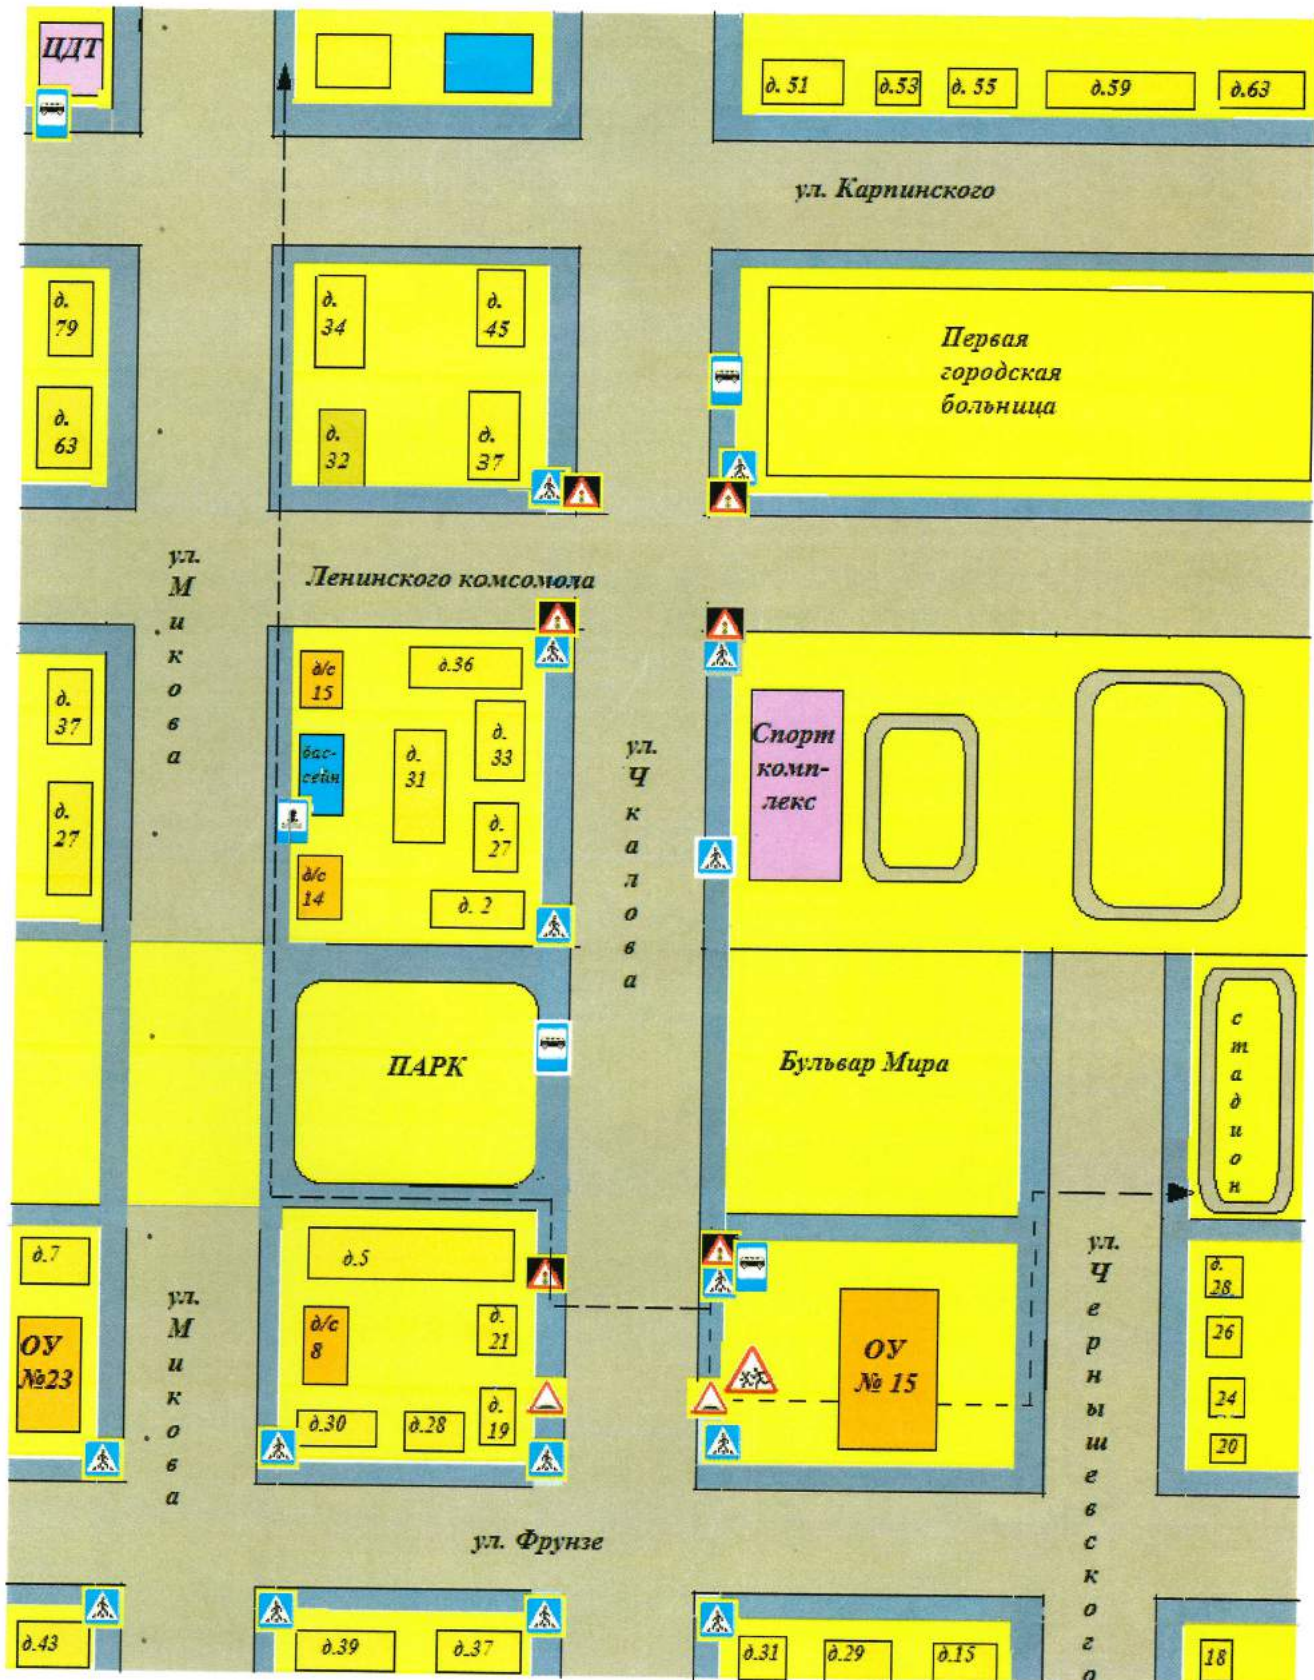 ЦДТ
д. 51
д.53
д. 55
д.59
д.63
ул. Карпинского
д.
79
д.
34
д.
45
Первая
городская
больница
д.
63
д.
32
д.
37
ул.
М
и
к
о
в
а
Ленинского комсомола
д/с
15
д.36
д.
37
бас-
сейн
д.
31
д.
33
ул.
Ч
к
а
л
о
в
а
Спорт
комп-
лекс
д.
27
д/с
14
д.
27
д. 2
ПАРК
Бульвар Мира
с
т
а
д
и
о
н
д.7
д.5
ул.
М
и
к
о
в
а
ОУ
№23
д/с
8
д.
21
ОУ
№ 15
ул.
Ч
е
р
н
ы
ш
е
в
с
к
о
г
о
д.
28
26
24
20
д.30
д.28
д.
19
ул. Фрунзе
д.43
д.39
д.37
д.31
д.29
д.15
18